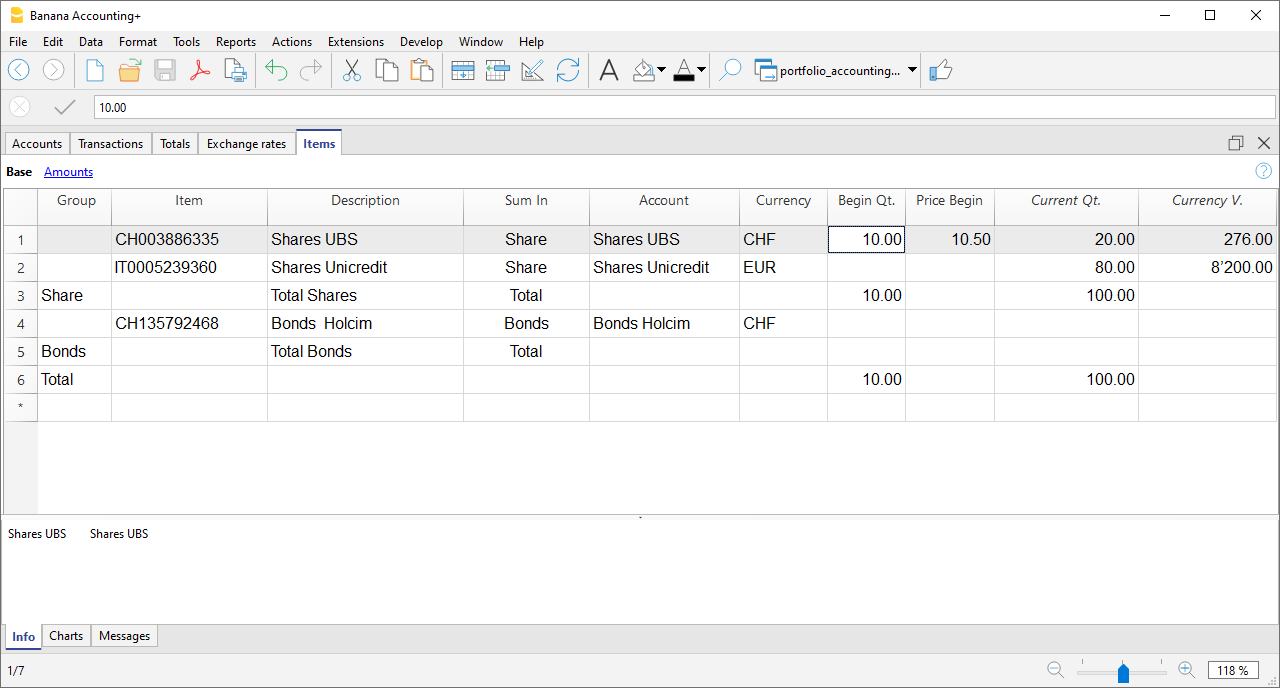 Banana Accounting+
File Edit Data Format Tools Reports Actions Extensions Develop Window Help
portfolio_accounting...
10.00
Accounts Transactions Totals Exchange rates Items
Base Amounts
Group Item Description Sum In Account Currency Begin Qt. Price Begin Current Qt. Currency V.
1 CH003886335 Shares UBS Share Shares UBS CHF 10.00 10.50 20.00 276.00
2 IT0005239360 Shares Unicredit Share Shares Unicredit EUR 80.00 8'200.00
3 Share Total Shares Total 10.00 100.00
4 CH135792468 Bonds  Holcim Bonds Bonds Holcim CHF
5 Bonds Total Bonds Total
6 Total 10.00 100.00
*
Shares UBS Shares UBS
Info Charts Messages
1/7 118 %